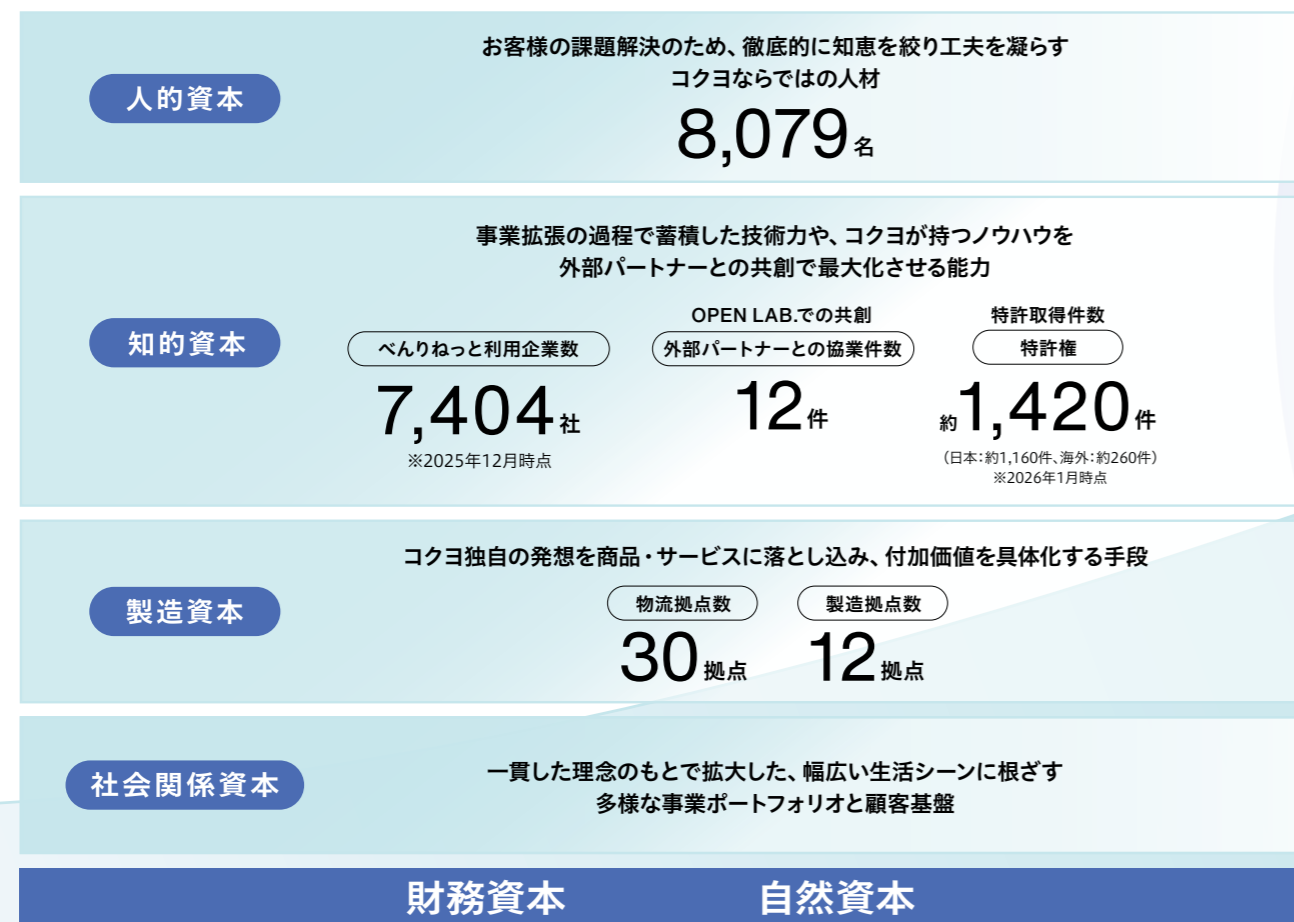 人的資本
お客様の課題解決のため、徹底的に知恵を絞り工夫を凝らす
コクヨならではの人材
8,079名
知的資本
事業拡張の過程で蓄積した技術力や、コクヨが持つノウハウを
外部パートナーとの共創で最大化させる能力
べんりねっと利用企業数
7,404社
※2025年12月時点
OPEN LAB.での共創
外部パートナーとの協業件数
12件
特許取得件数
特許権
約1,420件
（日本：約1,160件、海外：約260件）
※2026年1月時点
製造資本
コクヨ独自の発想を商品・サービスに落とし込み、付加価値を具体化する手段
物流拠点数
30拠点
製造拠点数
12拠点
社会関係資本
一貫した理念のもとで拡大した、幅広い生活シーンに根ざす
多様な事業ポートフォリオと顧客基盤
財務資本
自然資本